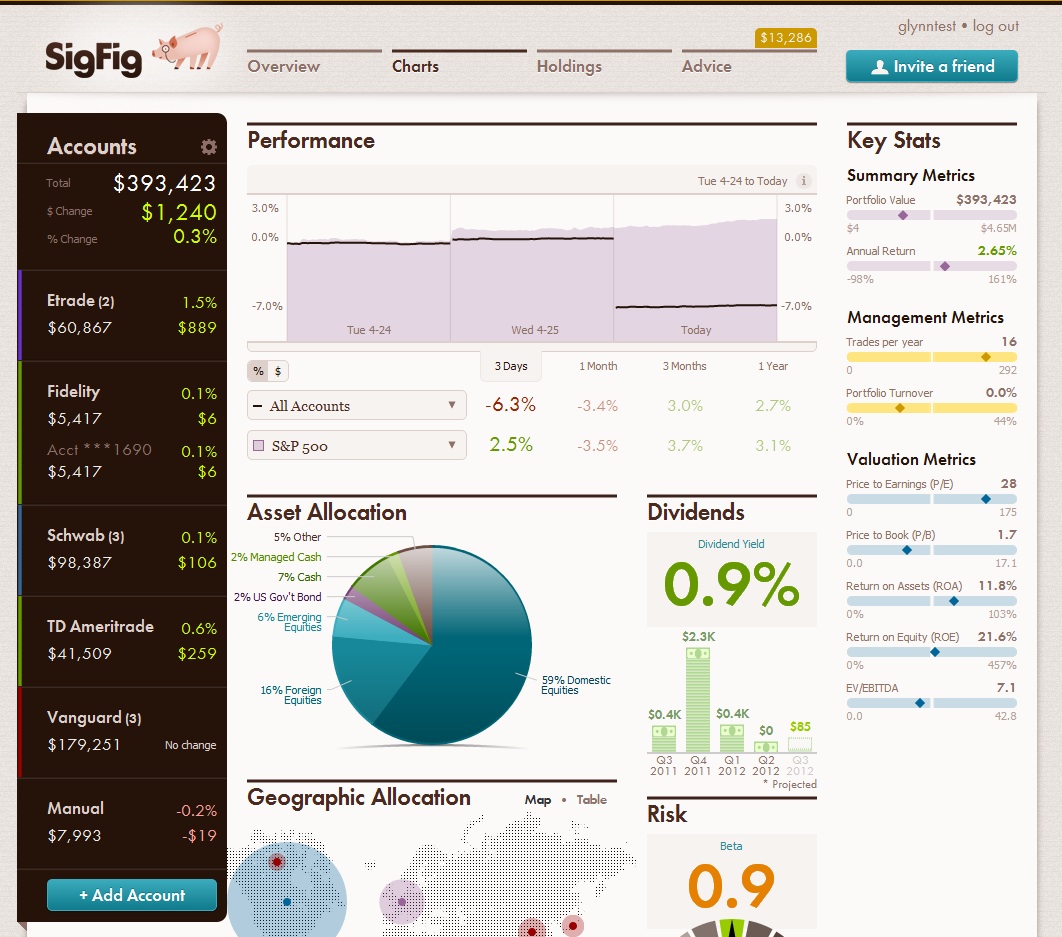 glynntest • log out
SigFig
$13,286
Overview
Charts
Holdings
Advice
Invite a friend
Accounts
Total $393,423
$ Change $1,240
% Change 0.3%
Etrade (2) 1.5%
$60,867 $889
Fidelity 0.1%
$5,417 $6
Acct ***1690 0.1%
$5,417 $6
Schwab (3) 0.1%
$98,387 $106
TD Ameritrade 0.6%
$41,509 $259
Vanguard (3)
$179,251 No change
Manual -0.2%
$7,993 -$19
+ Add Account
Performance
Tue 4-24 to Today i
3.0% 3.0%
0.0% 0.0%
-7.0% -7.0%
Tue 4-24 Wed 4-25 Today
% $ 3 Days 1 Month 3 Months 1 Year
All Accounts -6.3% -3.4% 3.0% 2.7%
S&P 500 2.5% -3.5% 3.7% 3.1%
Asset Allocation
5% Other
2% Managed Cash
7% Cash
2% US Gov't Bond
6% Emerging
Equities
16% Foreign
Equities
59% Domestic
Equities
Dividends
Dividend Yield
0.9%
$2.3K
$0.4K $0.4K $0 $85
Q3 Q4 Q1 Q2 Q3
2011 2011 2012 2012 2012
* Projected
Geographic Allocation
Map • Table
Risk
Beta
0.9
Key Stats
Summary Metrics
Portfolio Value $393,423
$4 $4.65M
Annual Return 2.65%
-98% 161%
Management Metrics
Trades per year 16
0 292
Portfolio Turnover 0.0%
0% 44%
Valuation Metrics
Price to Earnings (P/E) 28
0 175
Price to Book (P/B) 1.7
0.0 17.1
Return on Assets (ROA) 11.8%
0% 103%
Return on Equity (ROE) 21.6%
0% 457%
EV/EBITDA 7.1
0.0 42.8